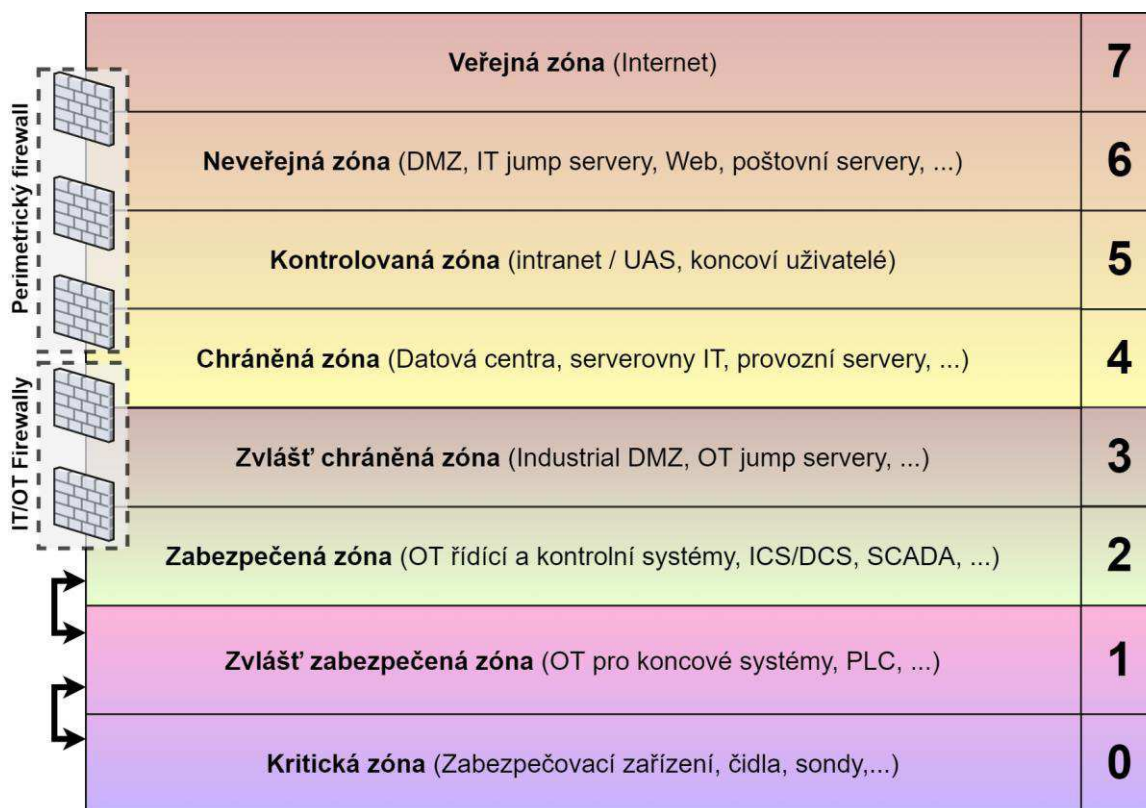 Veřejná zóna (Internet)
7
Neveřejná zóna (DMZ, IT jump servery, Web, poštovní servery, ...)
6
Kontrolovaná zóna (intranet / UAS, koncoví uživatelé)
5
Chráněná zóna (Datová centra, serverovny IT, provozní servery, ...)
4
Zvlášť chráněná zóna (Industrial DMZ, OT jump servery, ...)
3
Zabezpečená zóna (OT řídící a kontrolní systémy, ICS/DCS, SCADA, ...)
2
Zvlášť zabezpečená zóna (OT pro koncové systémy, PLC, ...)
1
Kritická zóna (Zabezpečovací zařízení, čidla, sondy,...)
0
Perimetrický firewall
IT/OT Firewally